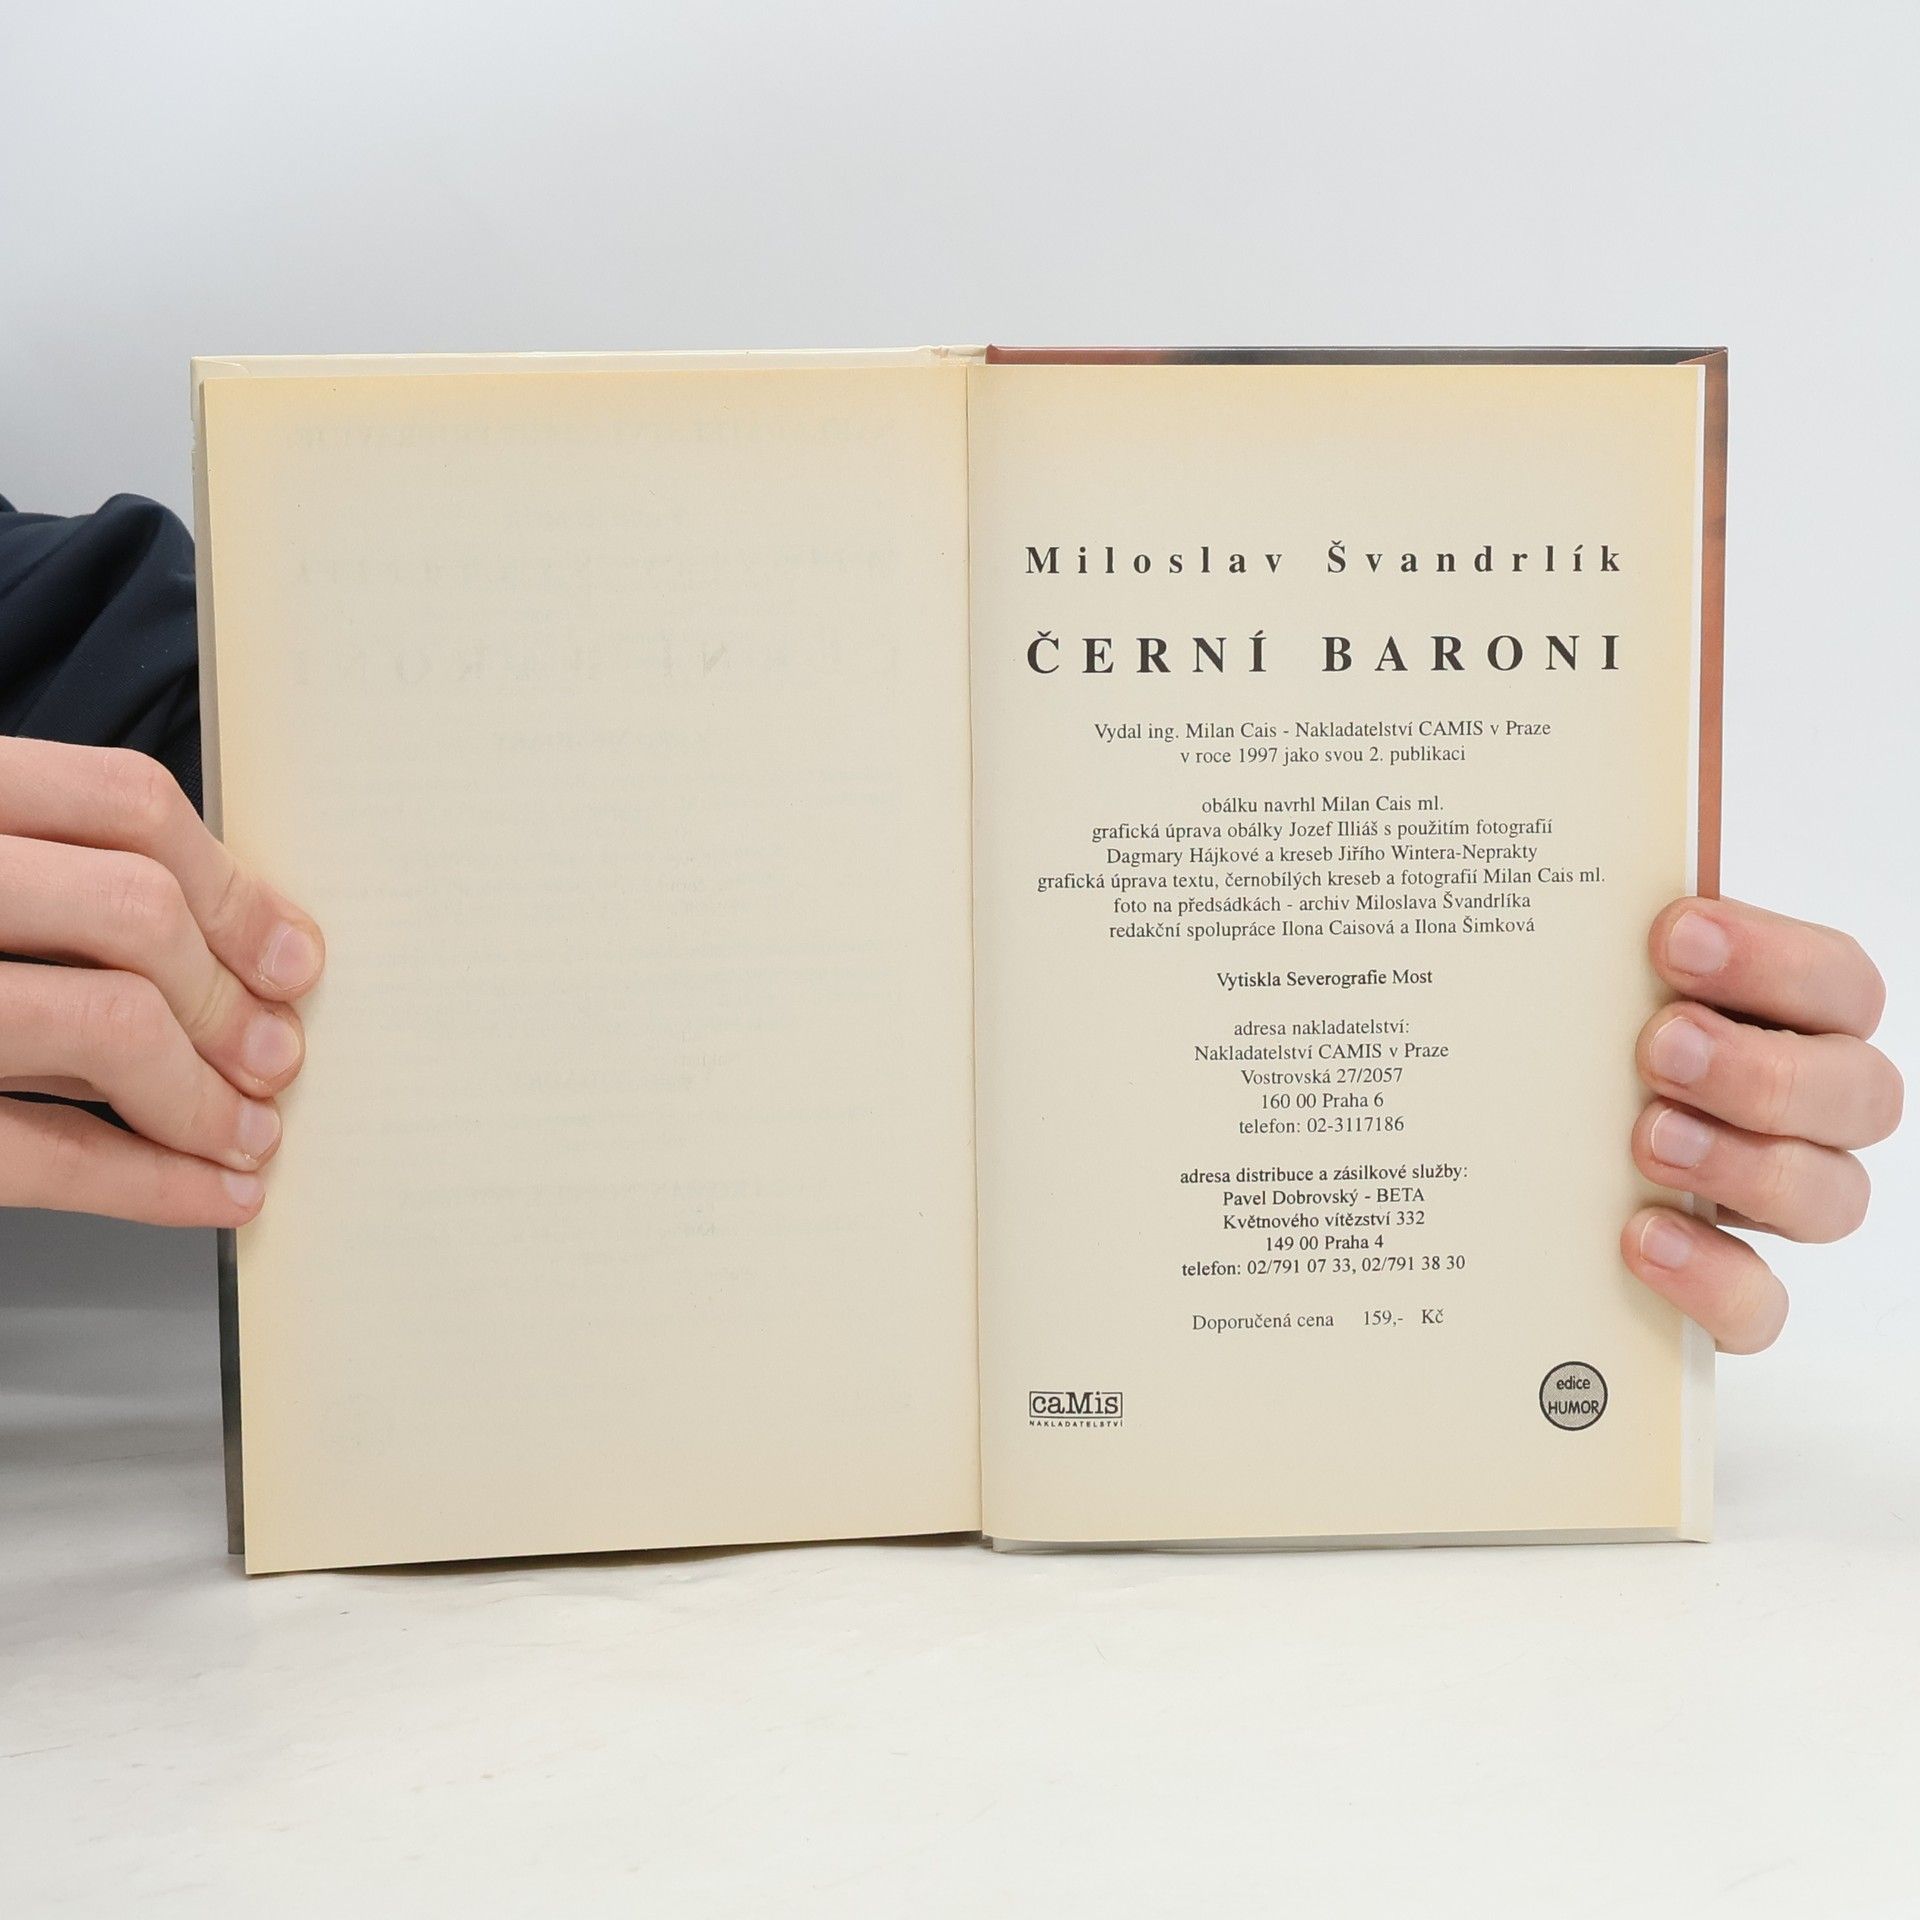 Miloslav Švandrlík
ČERNÍ BARONI
Vydal ing. Milan Cais - Nakladatelství CAMIS v Praze
v roce 1997 jako svou 2. publikaci
obálku navrhl Milan Cais ml.
grafická úprava obálky Jozef Illiáš s použitím fotografií
Dagmary Hájkové a kreseb Jiřího Wintera-Neprakty
grafická úprava textu, černobílých kreseb a fotografií Milan Cais ml.
foto na předsádkách - archiv Miloslava Švandrlíka
redakční spolupráce Ilona Caisová a Ilona Šimková
Vytiskla Severografie Most
adresa nakladatelství:
Nakladatelství CAMIS v Praze
Vostrovská 27/2057
160 00 Praha 6
telefon: 02-3117186
adresa distribuce a zásilkové služby:
Pavel Dobrovský - BETA
Květnového vítězství 332
149 00 Praha 4
telefon: 02/791 07 33, 02/791 38 30
Doporučená cena 159,- Kč
caMis
NAKLADATELSTVÍ
edice
HUMOR